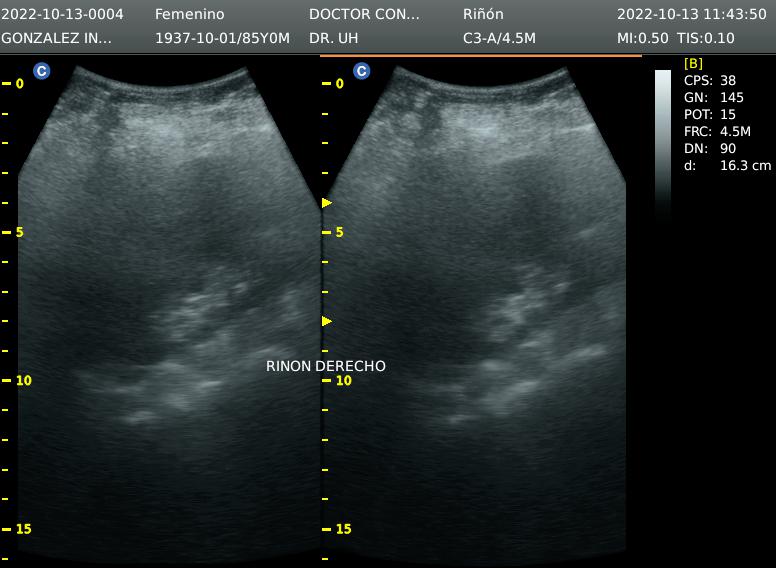 2022-10-13-0004 Femenino DOCTOR CON... Riñón 2022-10-13 11:43:50
GONZALEZ IN... 1937-10-01/85Y0M DR. UH C3-A/4.5M MI:0.50 TIS:0.10
C C
[B]
0 0
CPS: 38
GN: 145
POT: 15
FRC: 4.5M
DN: 90
d: 16.3 cm
5 5
RINON DERECHO
10 10
15 15